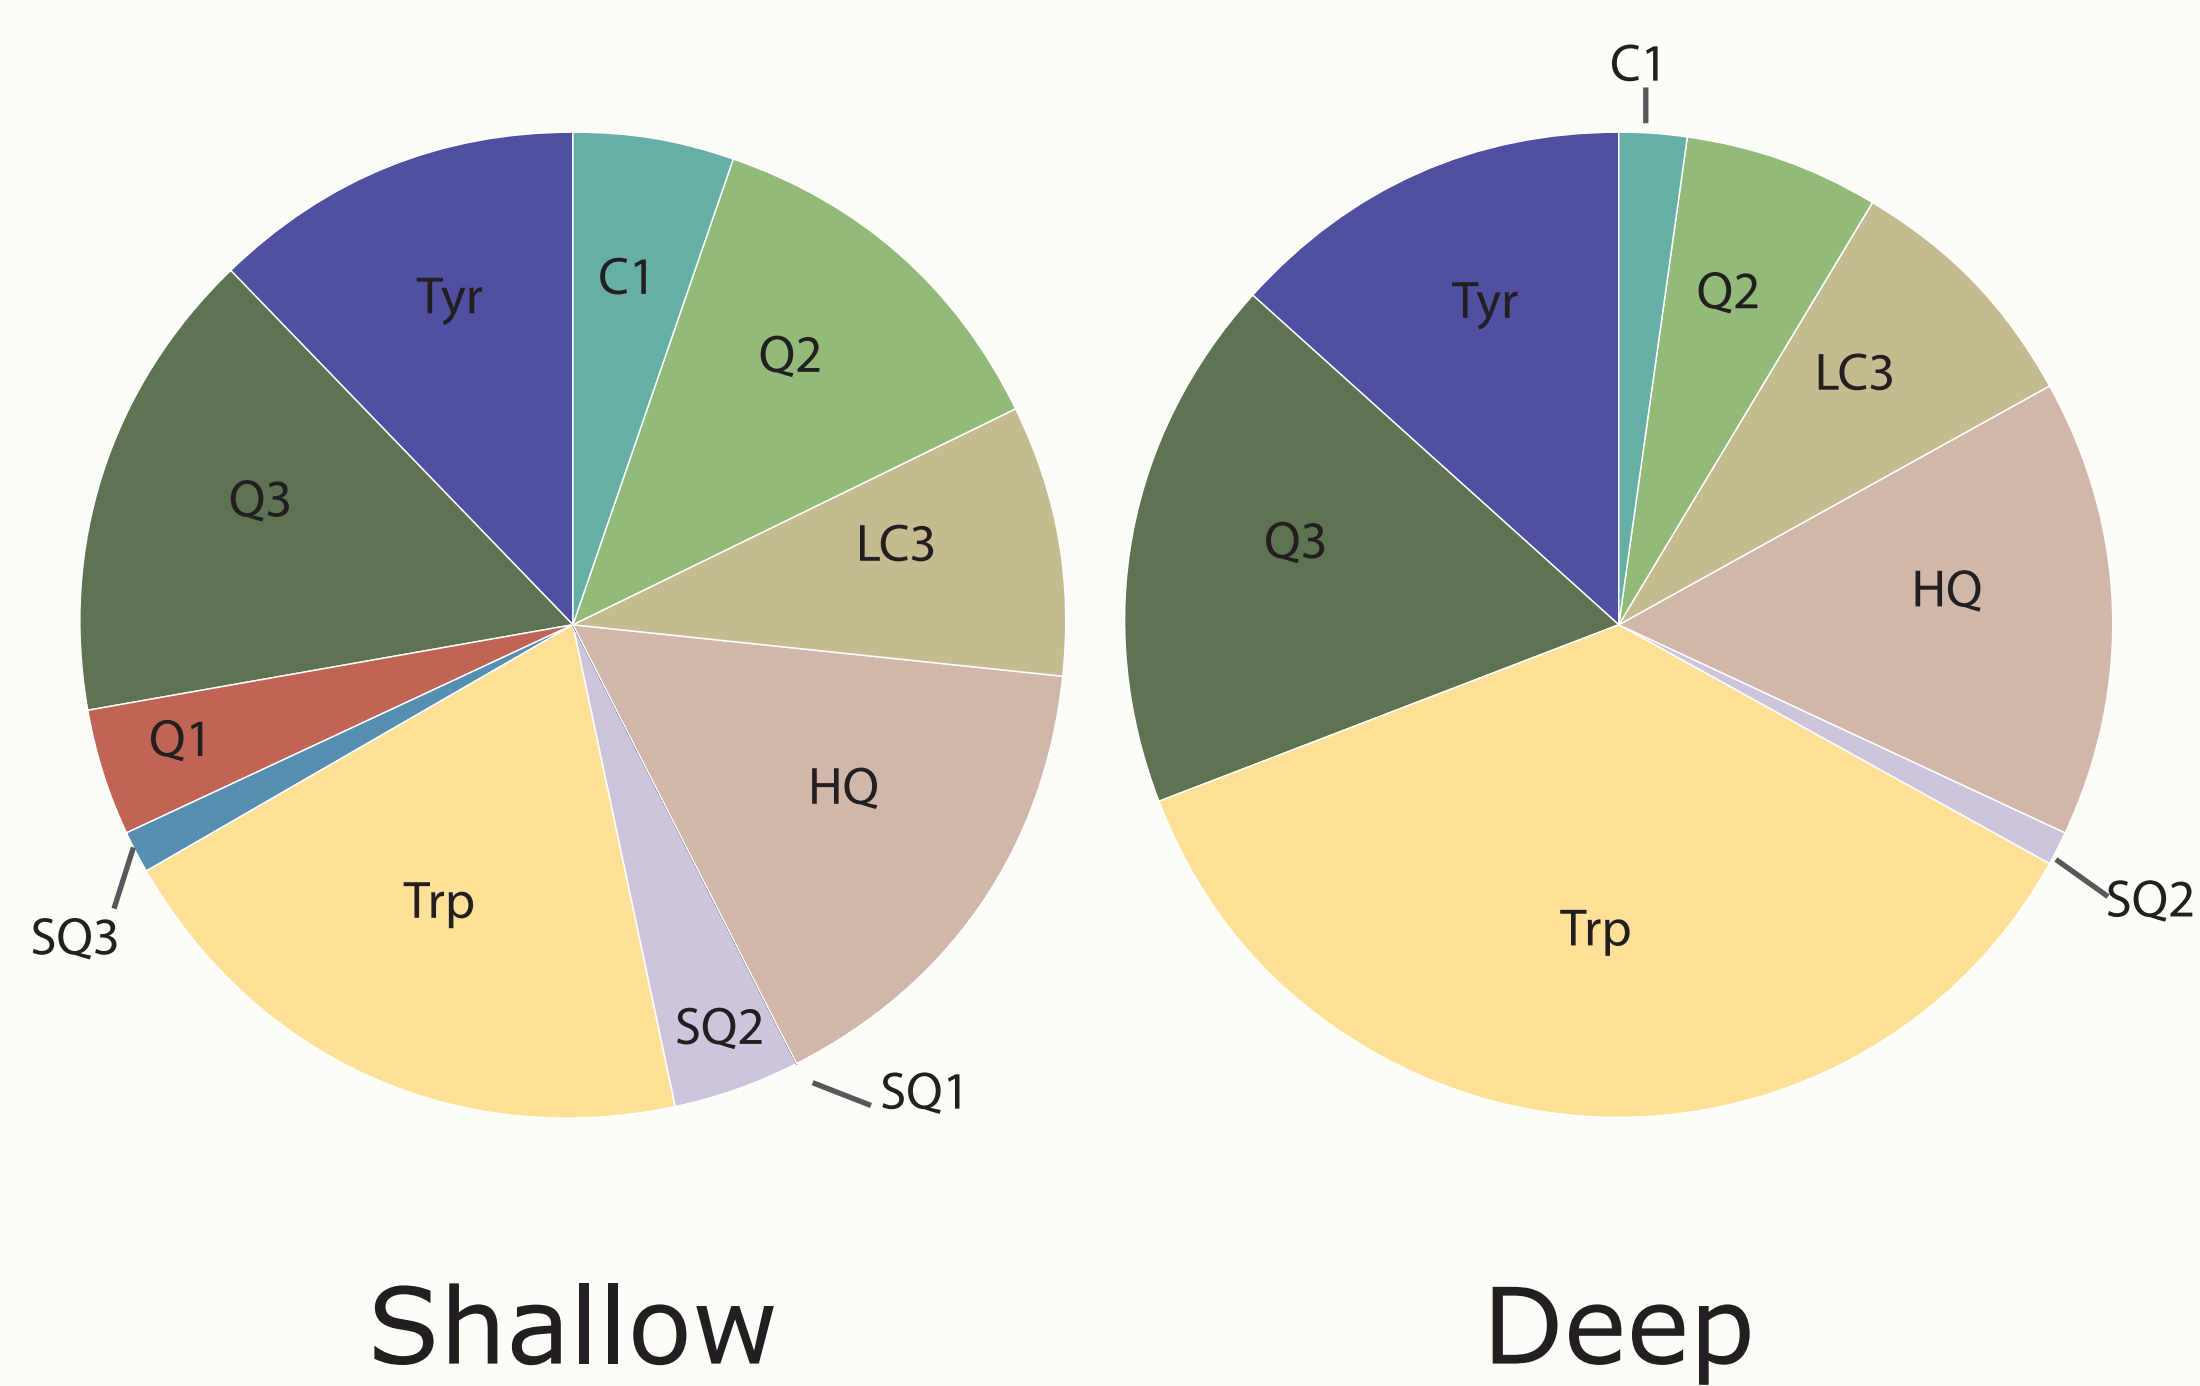 C1
Q2
LC3
HQ
SQ1
SQ2
Trp
SQ3
Q1
Q3
Tyr
Shallow
C1
Q2
LC3
HQ
SQ2
Trp
Q3
Tyr
Deep